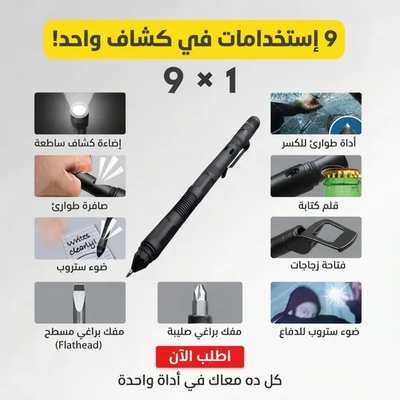 9 إستخدامات في كشاف واحد!
9 × 1
أداة طوارئ للكسر
إضاءة كشاف ساطعة
قلم كتابة
صافرة طوارئ
writes
cleanly!
فتاحة زجاجات
ضوء ستروب
ضوء ستروب للدفاع
مفك براغي صليبة
مفك براغي مسطح
(Flathead)
اطلب الآن
كل ده معاك في أداة واحدة